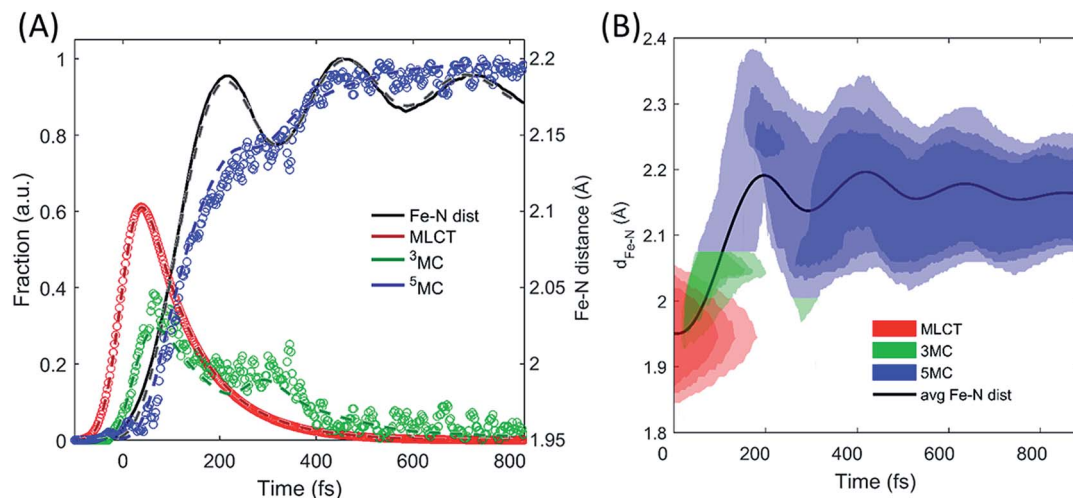 (A)
Fraction (a.u.)
1
0.8
0.6
0.4
0.2
0
2.2
2.15
2.1
2.05
2
1.95
Fe-N distance (Å)
Fe-N dist
MLCT
³MC
⁵MC
0 200 400 600 800
Time (fs)
(B)
d_Fe-N (Å)
2.4
2.3
2.2
2.1
2
1.9
1.8
MLCT
3MC
5MC
avg Fe-N dist
0 200 400 600 800
Time (fs)